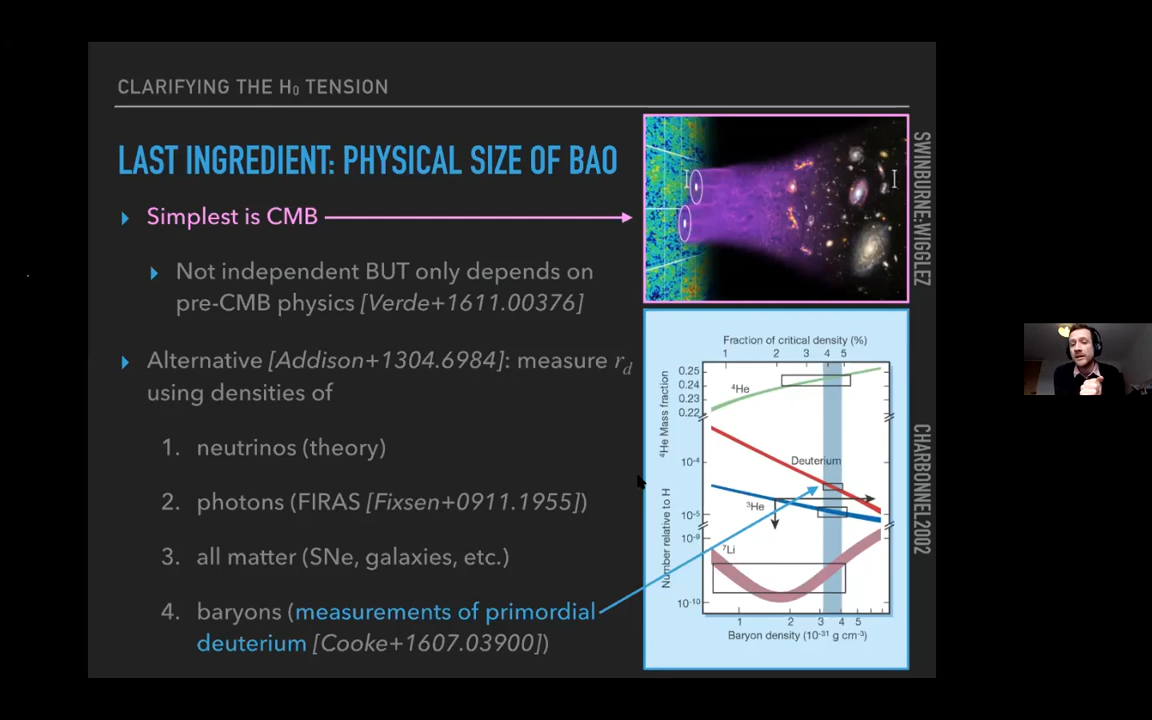 CLARIFYING THE H₀ TENSION
LAST INGREDIENT: PHYSICAL SIZE OF BAO
Simplest is CMB
Not independent BUT only depends on
pre-CMB physics [Verde+1611.00376]
Alternative [Addison+1304.6984]: measure r_d
using densities of
1. neutrinos (theory)
2. photons (FIRAS [Fixsen+0911.1955])
3. all matter (SNe, galaxies, etc.)
4. baryons (measurements of primordial
deuterium [Cooke+1607.03900])
SWINBURNE:WIGGLEZ
Fraction of critical density (%)
1 2 3 4 5
⁴He Mass fraction
0.25
0.24
0.23
0.22
⁴He
Deuterium
10⁻⁴
³He
10⁻⁵
Number relative to H
10⁻⁹
⁷Li
10⁻¹⁰
1 2 3 4 5
Baryon density (10⁻³¹ g cm⁻³)
CHARBONNEL2002